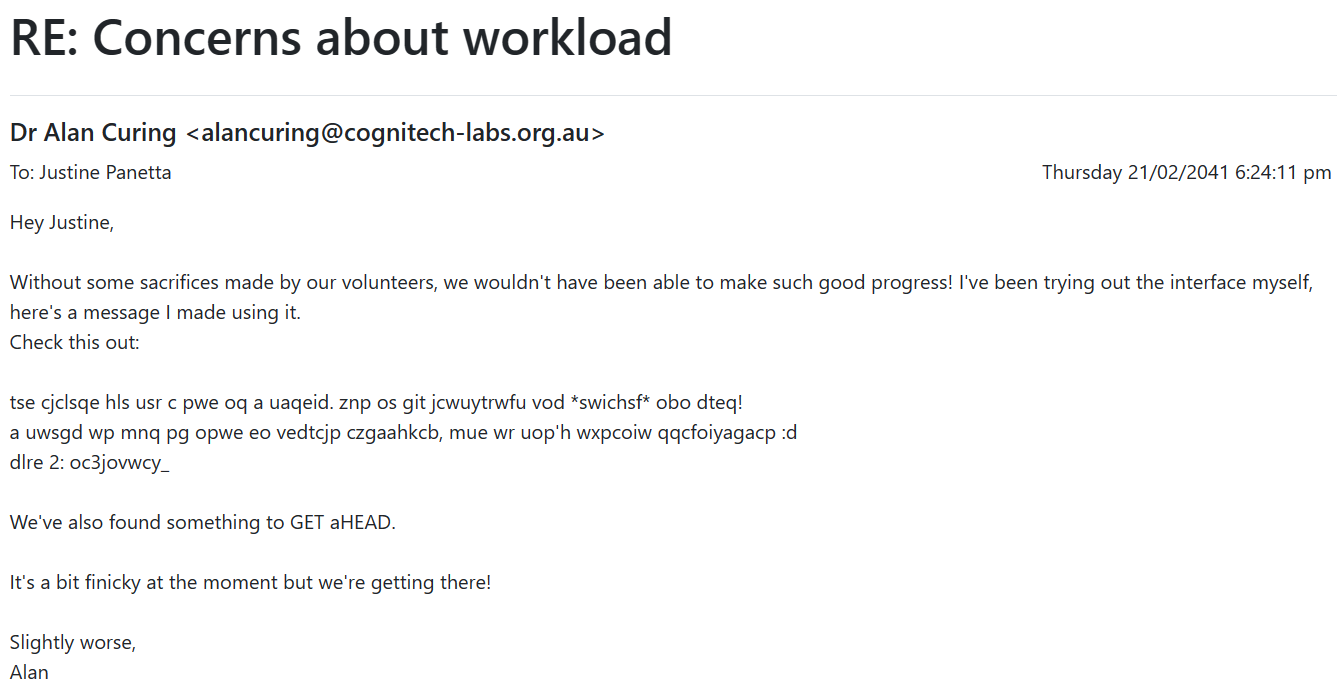 RE: Concerns about workload
Dr Alan Curing <alancuring@cognitech-labs.org.au>
To: Justine Panetta
Thursday 21/02/2041 6:24:11 pm
Hey Justine,
Without some sacrifices made by our volunteers, we wouldn't have been able to make such good progress! I've been trying out the interface myself,
here's a message I made using it.
Check this out:
tse cjclsqe hls usr c pwe oq a uaqeid. znp os git jcwuytrwfu vod *swichsf* obo dteq!
a uwsgd wp mnq pg opwe eo vedtcjp czgaahkcb, mue wr uop'h wxpcoiw qqcfoiyagacp :d
dlre 2: oc3jovwcy_
We've also found something to GET aHEAD.
It's a bit finicky at the moment but we're getting there!
Slightly worse,
Alan